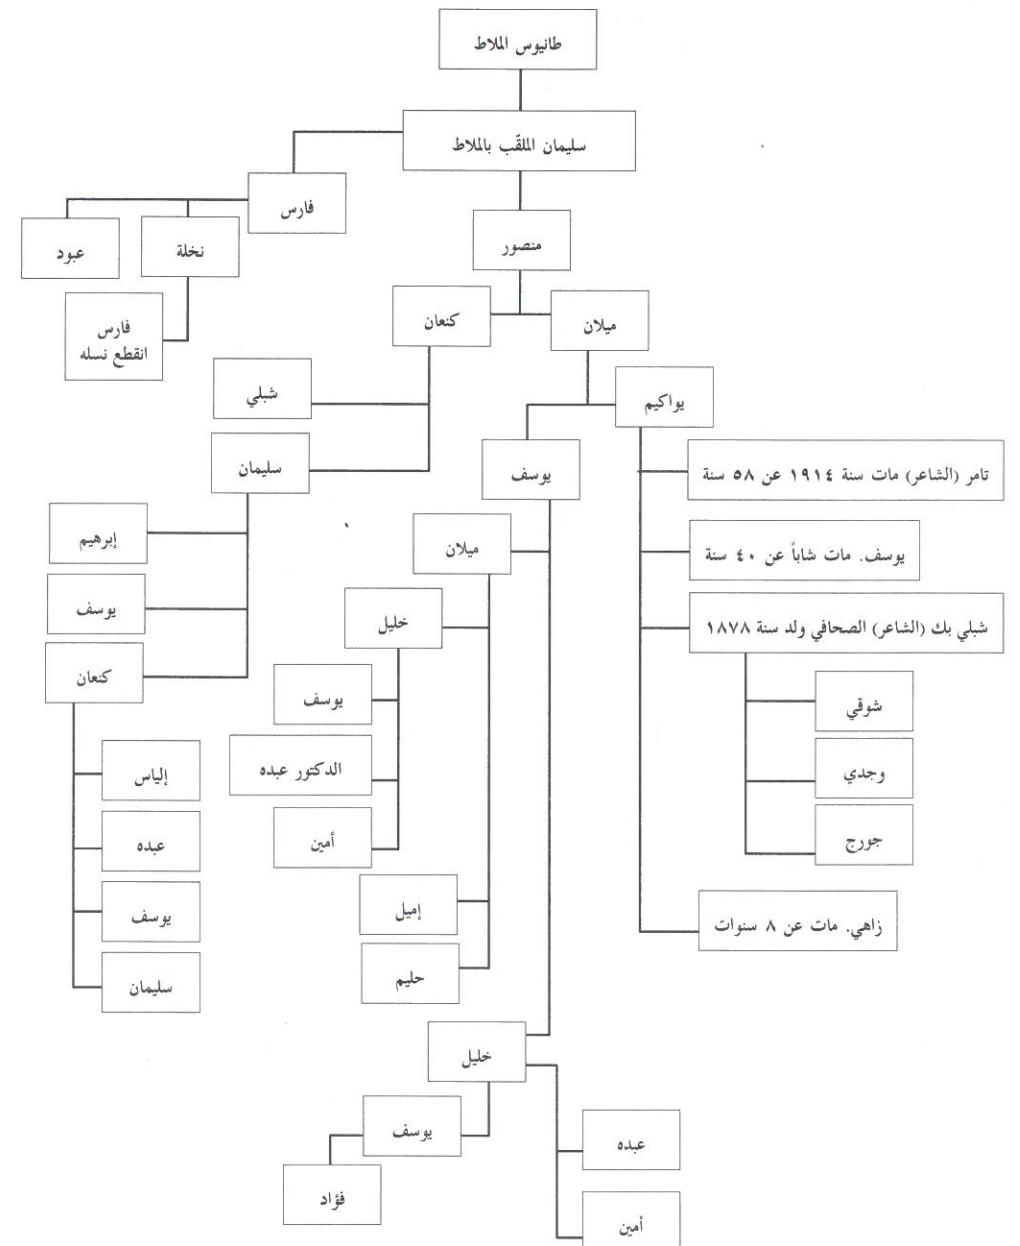 طانيوس الملاط
سليمان الملقّب بالملاط
فارس
منصور
نخلة
عبود
ميلان
كنعان
فارس
انقطع نسله
شبلي
يواكيم
سليمان
يوسف
تامر (الشاعر) مات سنة ١٩١٤ عن ٥٨ سنة
إبرهيم
ميلان
يوسف. مات شاباً عن ٤٠ سنة
يوسف
خليل
شبلي بك (الشاعر) الصحافي ولد سنة ١٨٧٨
كنعان
يوسف
شوقي
إلياس
الدكتور عبده
وجدي
عبده
أمين
جورج
يوسف
إميل
زاهي. مات عن ٨ سنوات
سليمان
حليم
خليل
يوسف
عبده
فؤاد
أمين